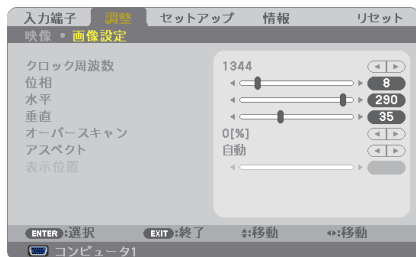 入力端子 調整 セットアップ 情報 リセット
映像 • 画像設定
クロック周波数 1344
位相 8
水平 290
垂直 35
オーバースキャン 0[%]
アスペクト 自動
表示位置
ENTER:選択 EXIT:終了 :移動 :移動
コンピュータ1